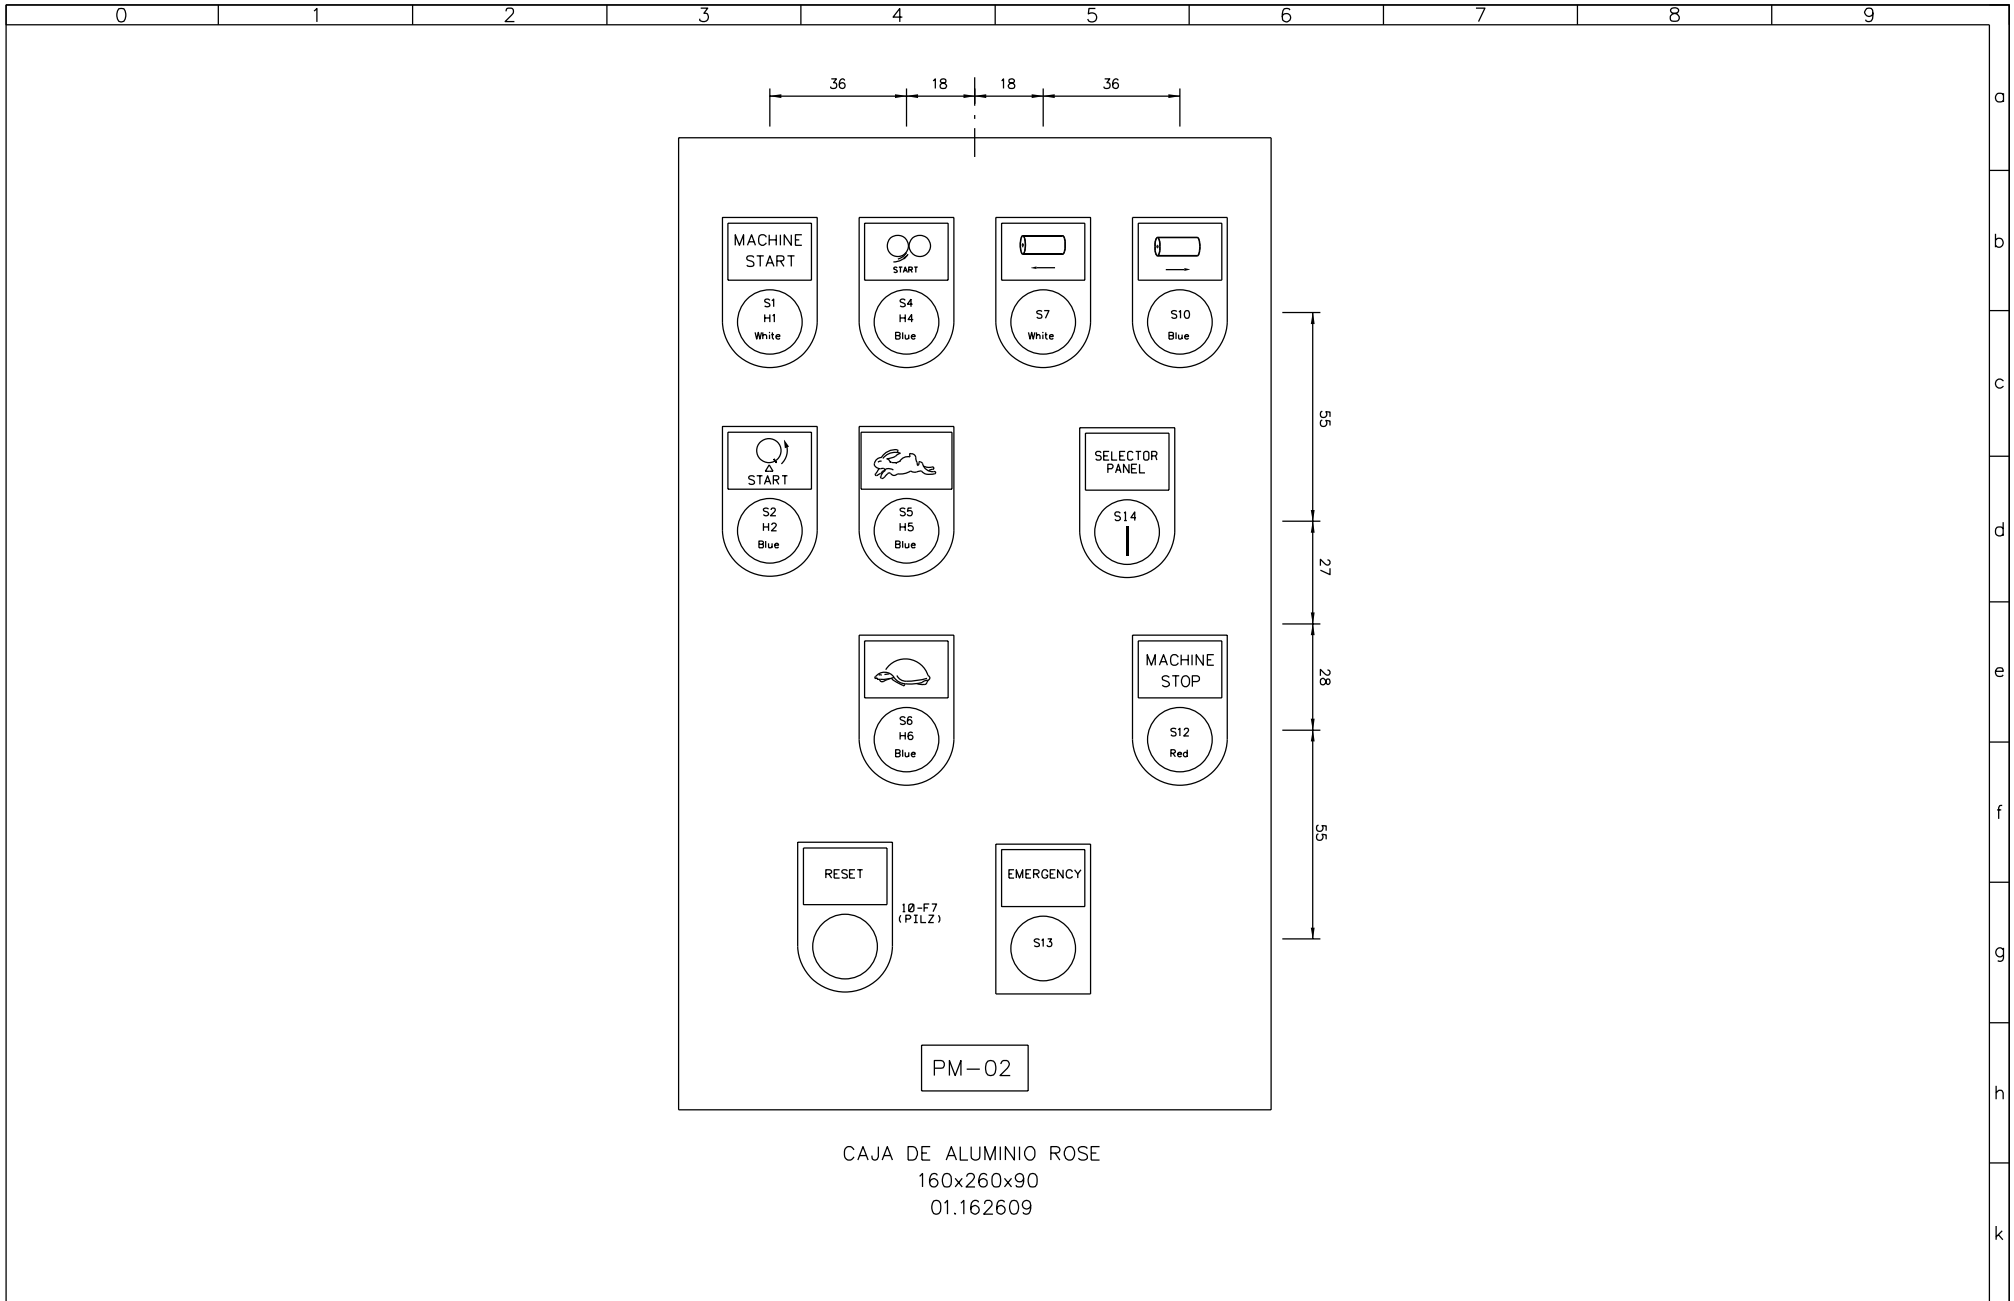 0 1 2 3 4 5 6 7 8 9
a
b
c
d
e
f
g
h
k
36 18 18 36
MACHINE
START
S1
H1
White
START
S4
H4
Blue
S7
White
S10
Blue
55
START
S2
H2
Blue
S5
H5
Blue
SELECTOR
PANEL
S14
27
28
S6
H6
Blue
MACHINE
STOP
S12
Red
55
RESET
10-F7
(PILZ)
EMERGENCY
S13
PM-02
CAJA DE ALUMINIO ROSE
160x260x90
01.162609